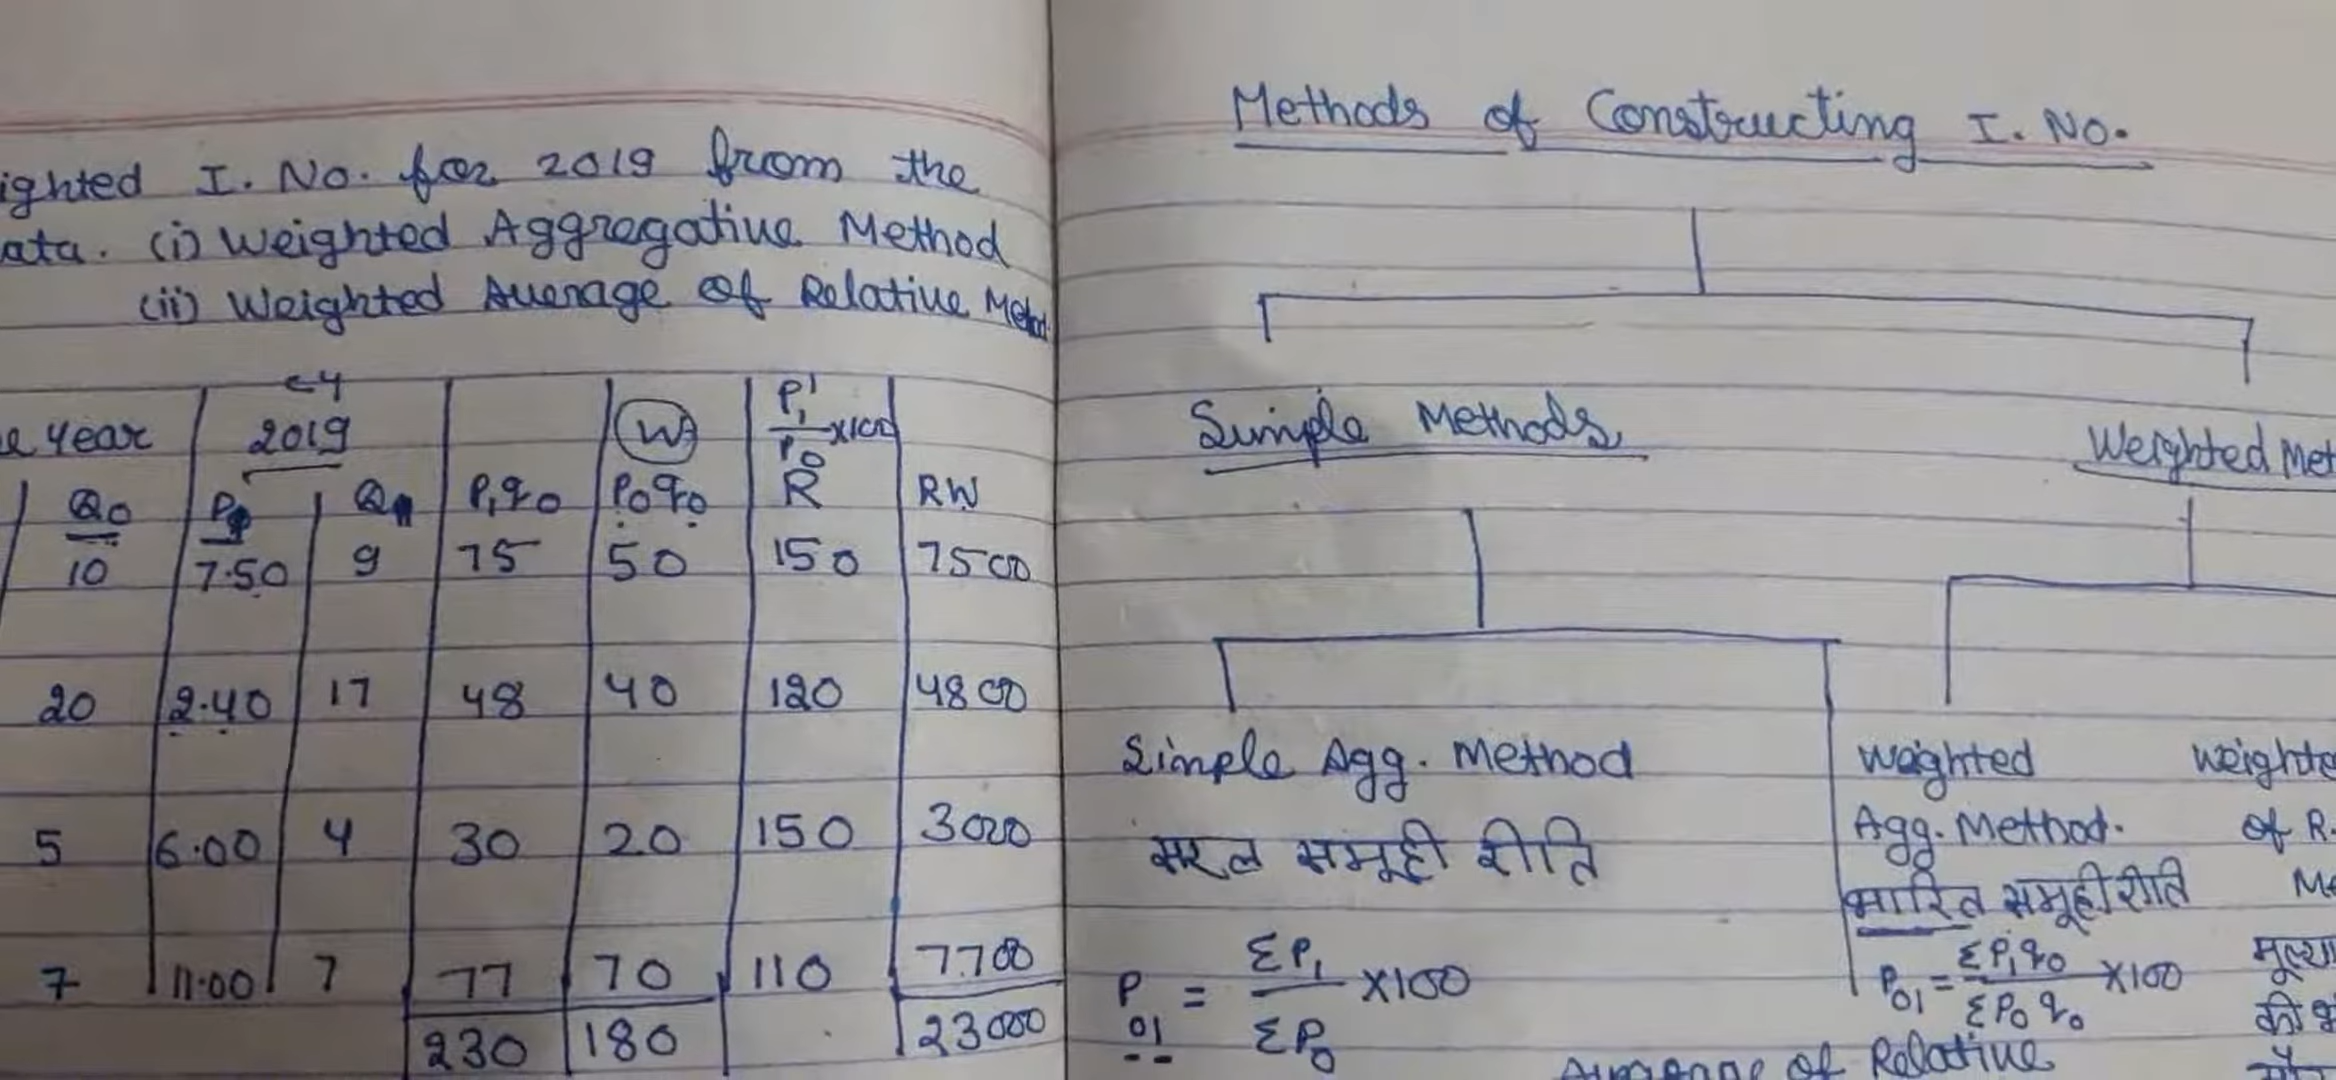 ighted I. No. for 2019 from the
ata. (i) Weighted Aggregative Method
(ii) Weighted Average of Relative
year 2019 (W) P1/P0 ×100
Q0 P1 Q1 P1q0 P0q0 R RW
10 7.50 9 75 50 150 7500
20 2.40 17 48 40 120 4800
5 6.00 4 30 20 150 3000
7 11.00 7 77 70 110 7700
230 180 23000
Methods of Constructing I. No.
Simple Methods
Weighted Met
Simple Agg. Method
सरल समूही रीति
P01 = ΣP1/ΣP0 ×100
Weighted
Agg. Method.
भारित समूही रीति
P01 = ΣP1q0/ΣP0q0 ×100
Weighte
of R.
Me
मूल्या
की
Average of Relative